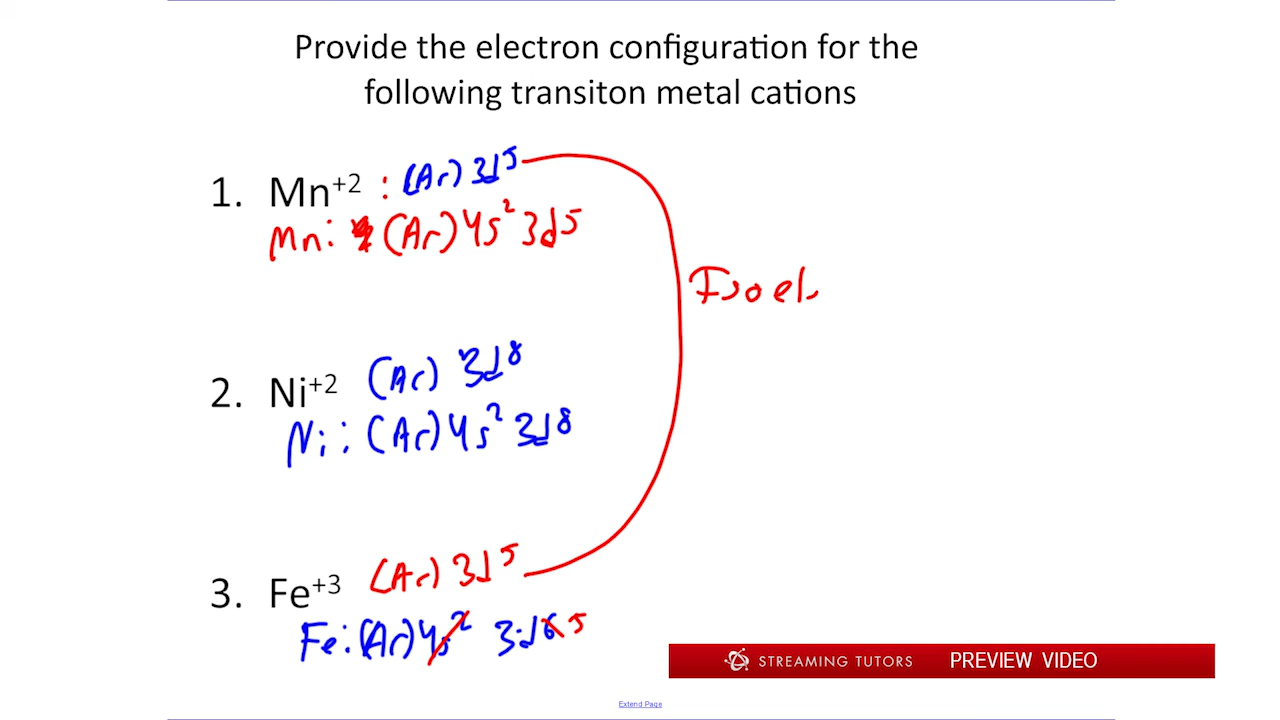 Provide the electron configuration for the
following transiton metal cations
1. Mn+2 : (Ar) 3d5
Mn: (Ar) 4s2 3d5
Isoel
2. Ni+2 (Ar) 3d8
Ni: (Ar) 4s2 3d8
3. Fe+3 (Ar) 3d5
Fe: (Ar) 4s2 3d6 5
STREAMING TUTORS PREVIEW VIDEO
Extend Page